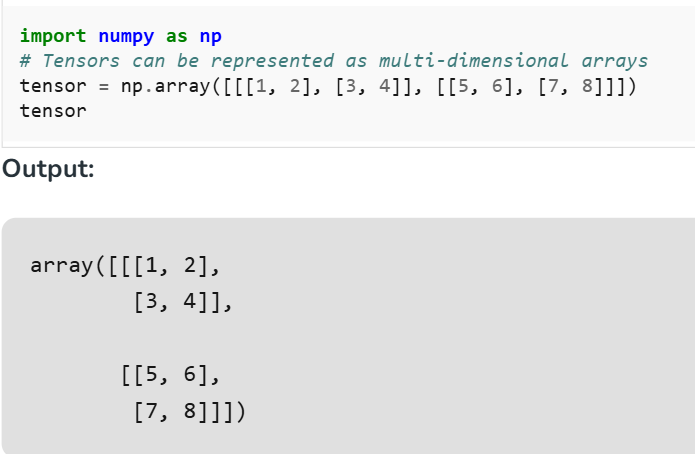 import numpy as np
# Tensors can be represented as multi-dimensional arrays
tensor = np.array([[[1, 2], [3, 4]], [[5, 6], [7, 8]]])
tensor
Output:
array([[[1, 2],
        [3, 4]],

       [[5, 6],
        [7, 8]]])